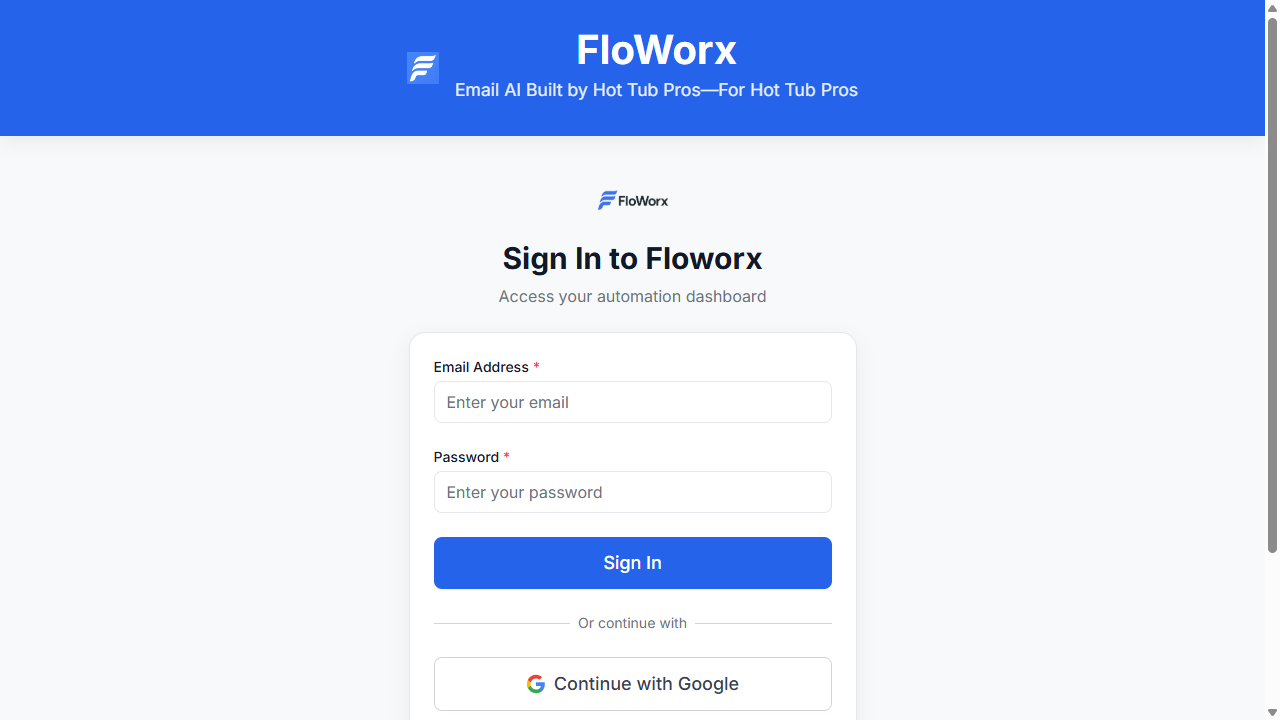 FloWorx
Email AI Built by Hot Tub Pros—For Hot Tub Pros
FloWorx
Sign In to Floworx
Access your automation dashboard
Email Address *
Enter your email
Password *
Enter your password
Sign In
Or continue with
Continue with Google